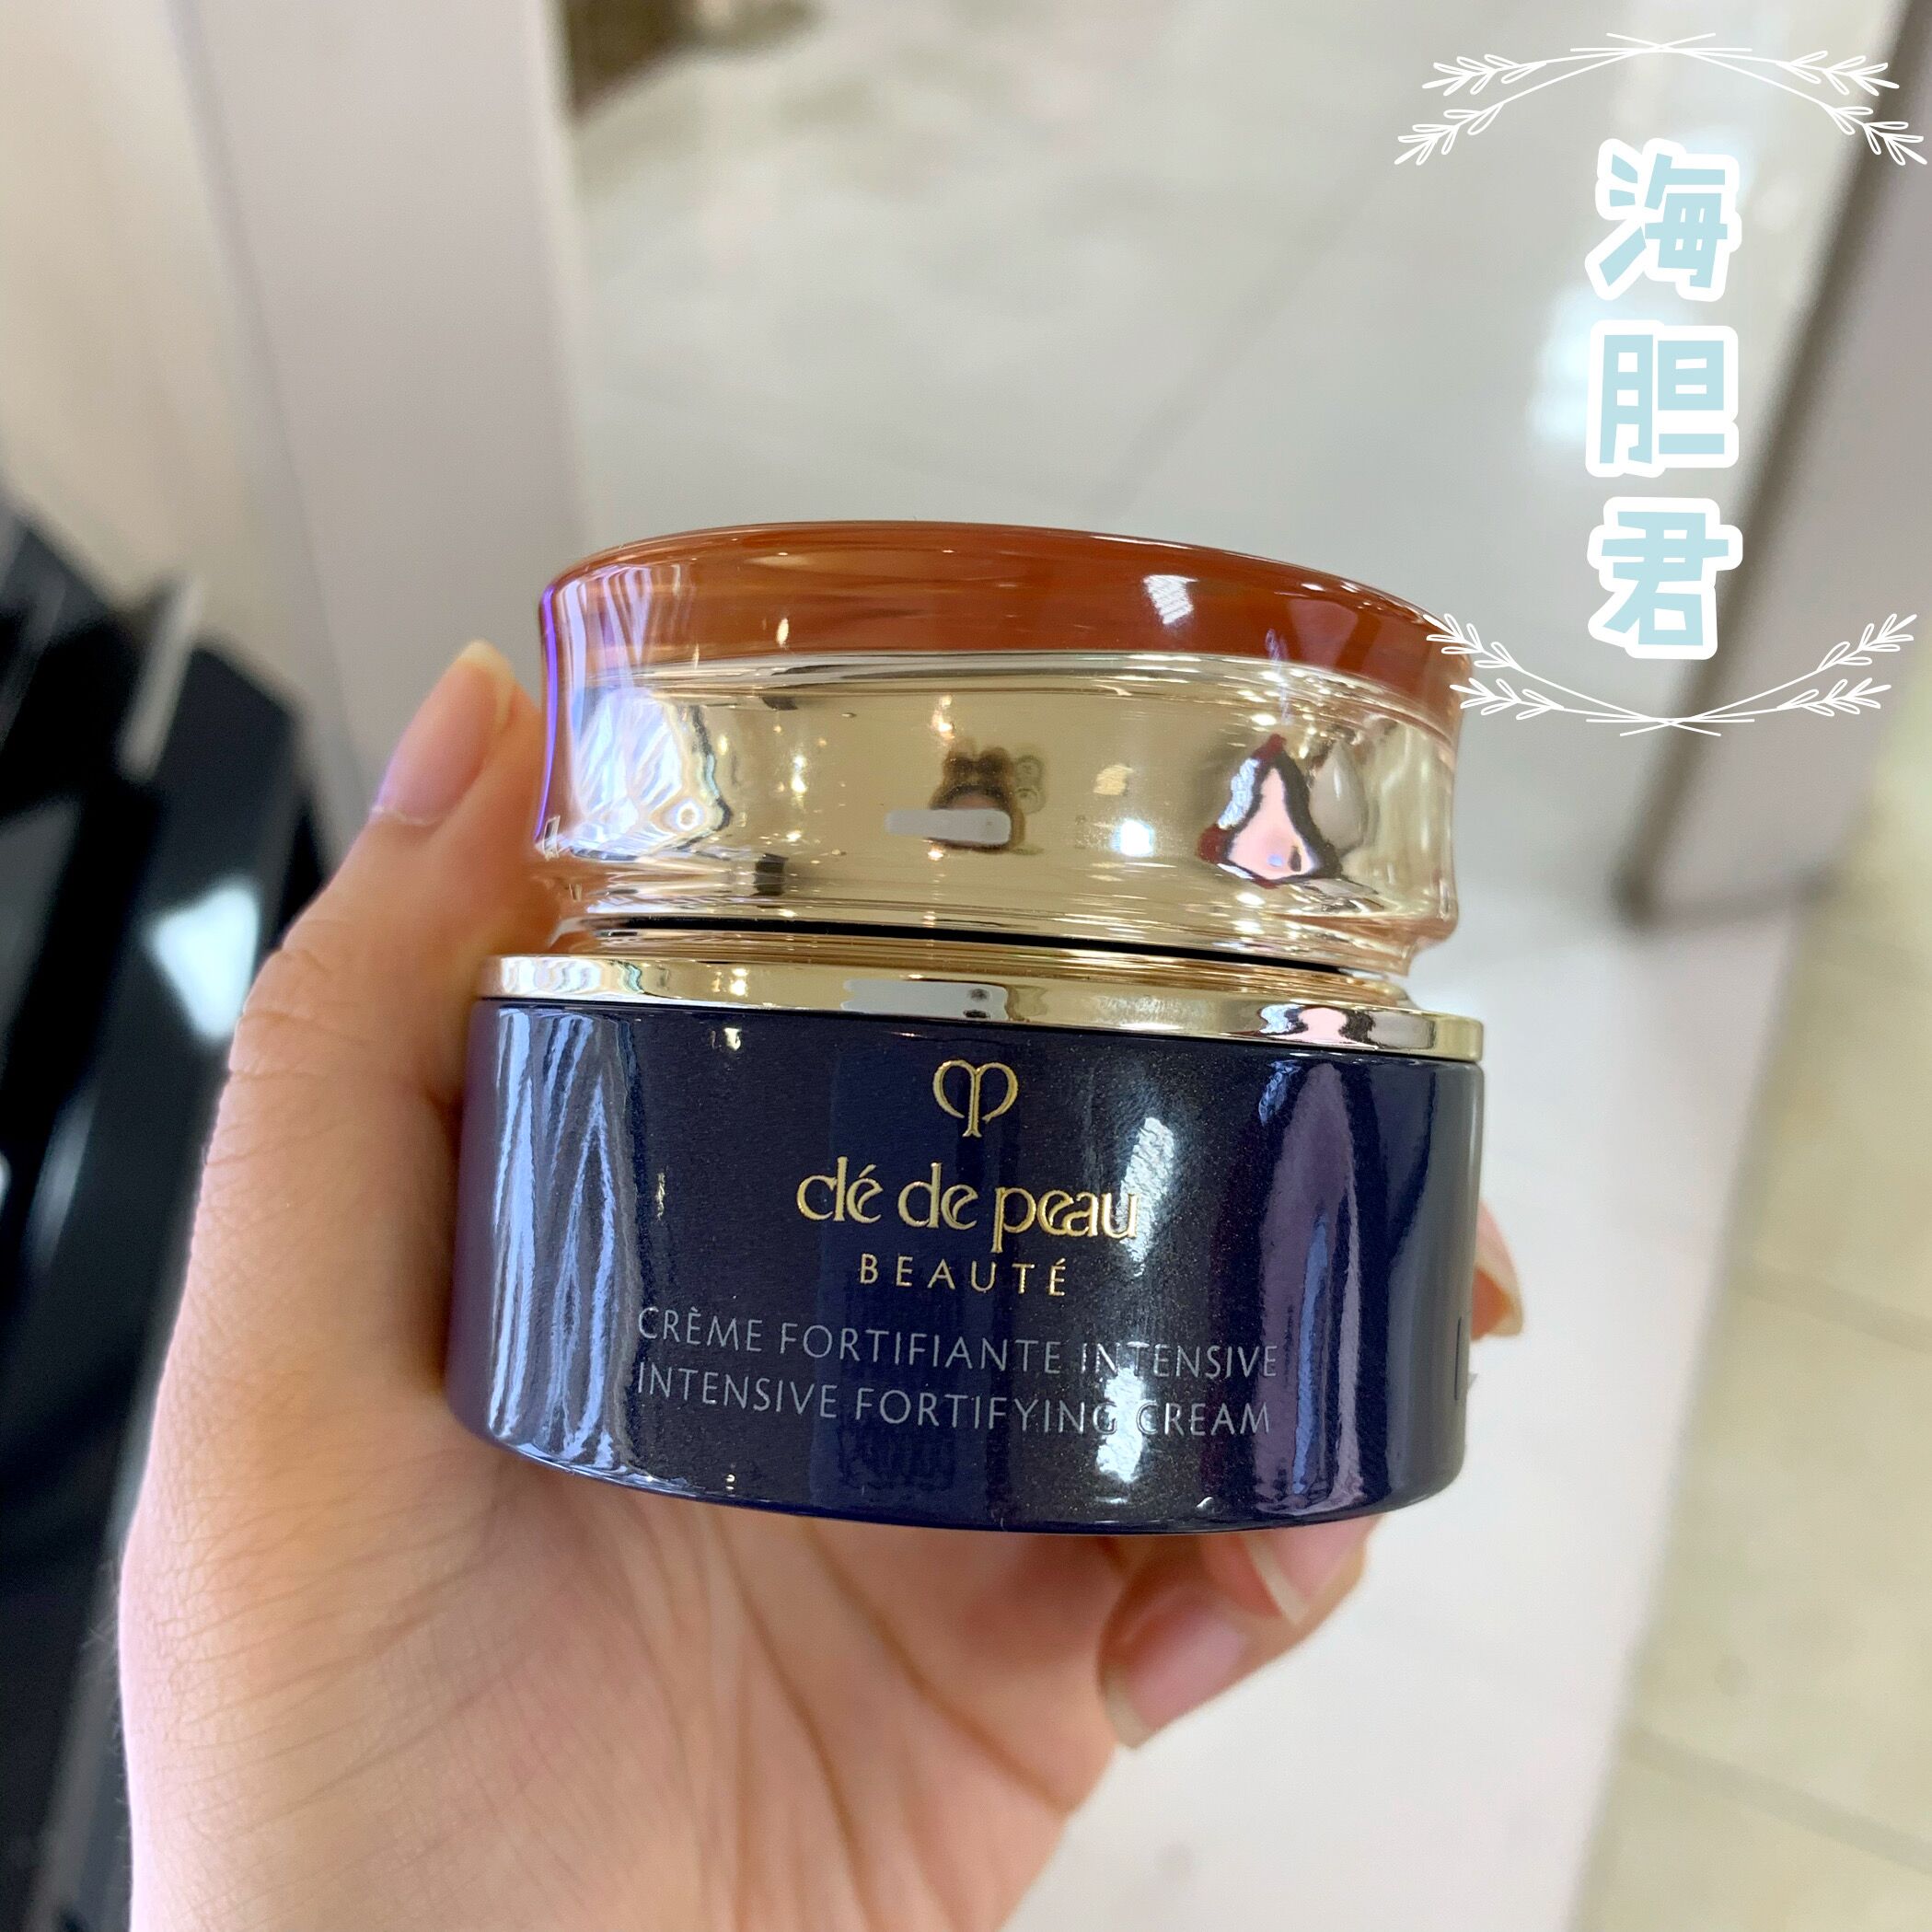 海胆君
clé de peau
BEAUTÉ
CRÈME FORTIFIANTE INTENSIVE
INTENSIVE FORTIFYING CREAM